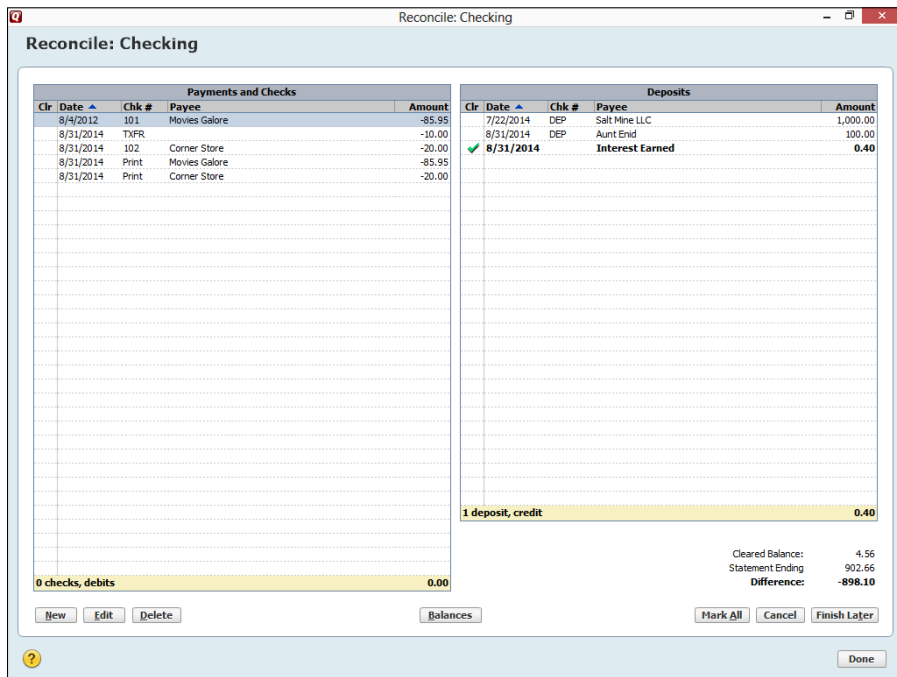 Reconcile: Checking
Reconcile: Checking
Payments and Checks
Clr Date Chk # Payee Amount
8/4/2012 101 Movies Galore -85.95
8/31/2014 TXFR -10.00
8/31/2014 102 Corner Store -20.00
8/31/2014 Print Movies Galore -85.95
8/31/2014 Print Corner Store -20.00
0 checks, debits 0.00
Deposits
Clr Date Chk # Payee Amount
7/22/2014 DEP Salt Mine LLC 1,000.00
8/31/2014 DEP Aunt Enid 100.00
8/31/2014 Interest Earned 0.40
1 deposit, credit 0.40
Cleared Balance: 4.56
Statement Ending 902.66
Difference: -898.10
New Edit Delete Balances Mark All Cancel Finish Later
? Done